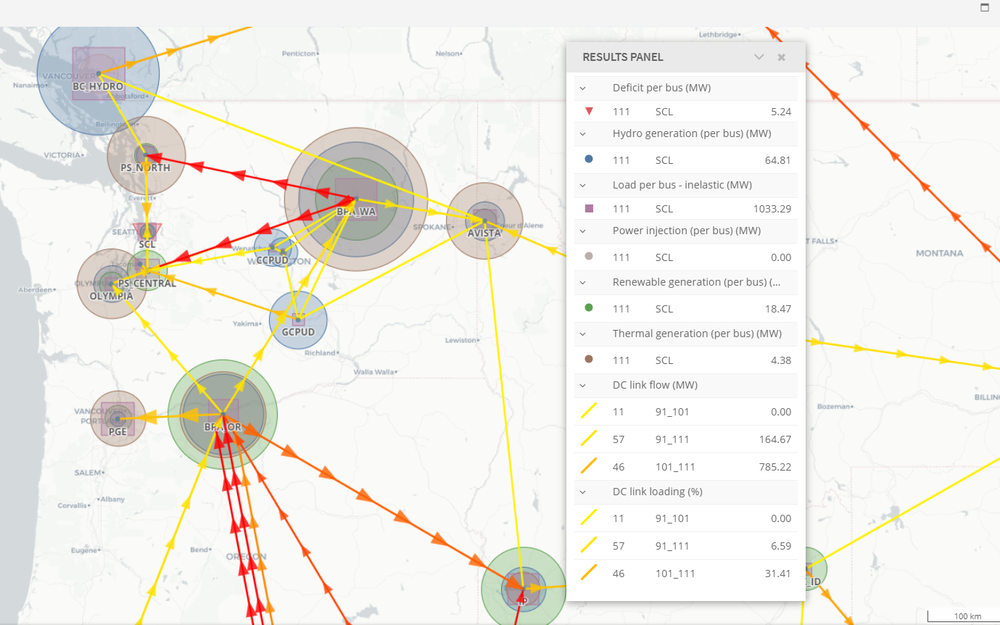 Lethbridge
Penticton
Nelson
VANCOUVER
Nanaimo
BC_HYDRO
Abbotsford
Bellingham
VICTORIA
PS_NORTH
Everett
BPA_WA
SEATT
SCL
SPOKANE
AVISTA
oeur d'Alene
Wenatc
CCPUD
TON
Tacoma
OLYMPI
PS_CENTRAL
OLYMPIA
Aberdeen
Yakima
GCPUD
Richland
Lewiston
Walla Walla
VANCOUVER
PORTL
PGE
BPA_OR
SALEM
Albany
Corvallis
Eugene
Bend
OREGON
IP
T FALLS
MONTANA
BILLIN
Bozeman
_ID
100 km
RESULTS PANEL
Deficit per bus (MW)
111 SCL 5.24
Hydro generation (per bus) (MW)
111 SCL 64.81
Load per bus - inelastic (MW)
111 SCL 1033.29
Power injection (per bus) (MW)
111 SCL 0.00
Renewable generation (per bus) (...
111 SCL 18.47
Thermal generation (per bus) (MW)
111 SCL 4.38
DC link flow (MW)
11 91_101 0.00
57 91_111 164.67
46 101_111 785.22
DC link loading (%)
11 91_101 0.00
57 91_111 6.59
46 101_111 31.41